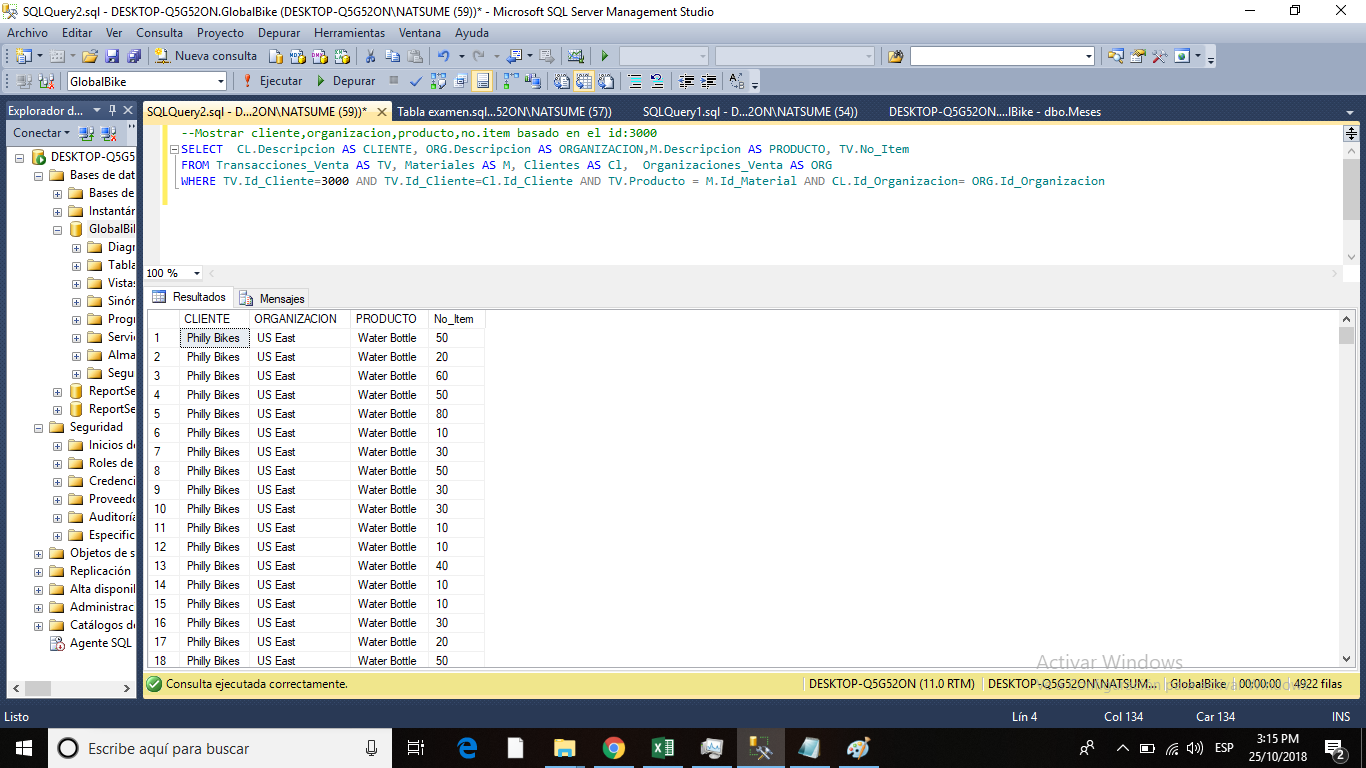 SQLQuery2.sql - DESKTOP-Q5G52ON.GlobalBike (DESKTOP-Q5G52ON\NATSUME (59))* - Microsoft SQL Server Management Studio
Archivo Editar Ver Consulta Proyecto Depurar Herramientas Ventana Ayuda
Nueva consulta
GlobalBike Ejecutar Depurar
Explorador d...
SQLQuery2.sql - D...2ON\NATSUME (59))* Tabla examen.sql...52ON\NATSUME (57)) SQLQuery1.sql - D...2ON\NATSUME (54)) DESKTOP-Q5G52ON....lBike - dbo.Meses
Conectar
DESKTOP-Q5G5
Bases de dat
Bases de
Instantár
GlobalBil
Diagr
Tabla
Vistas
Sinór
Progr
Servi
Alma
Segu
ReportSe
ReportSe
Seguridad
Inicios de
Roles de
Credenci
Proveedo
Auditoría
Especific
Objetos de s
Replicación
Alta disponil
Administrac
Catálogos de
Agente SQL
--Mostrar cliente,organizacion,producto,no.item basado en el id:3000
SELECT CL.Descripcion AS CLIENTE, ORG.Descripcion AS ORGANIZACION,M.Descripcion AS PRODUCTO, TV.No_Item
FROM Transacciones_Venta AS TV, Materiales AS M, Clientes AS Cl, Organizaciones_Venta AS ORG
WHERE TV.Id_Cliente=3000 AND TV.Id_Cliente=Cl.Id_Cliente AND TV.Producto = M.Id_Material AND CL.Id_Organizacion= ORG.Id_Organizacion
100 %
Resultados Mensajes
CLIENTE ORGANIZACION PRODUCTO No_Item
1 Philly Bikes US East Water Bottle 50
2 Philly Bikes US East Water Bottle 20
3 Philly Bikes US East Water Bottle 60
4 Philly Bikes US East Water Bottle 50
5 Philly Bikes US East Water Bottle 80
6 Philly Bikes US East Water Bottle 10
7 Philly Bikes US East Water Bottle 30
8 Philly Bikes US East Water Bottle 50
9 Philly Bikes US East Water Bottle 30
10 Philly Bikes US East Water Bottle 30
11 Philly Bikes US East Water Bottle 10
12 Philly Bikes US East Water Bottle 10
13 Philly Bikes US East Water Bottle 40
14 Philly Bikes US East Water Bottle 10
15 Philly Bikes US East Water Bottle 10
16 Philly Bikes US East Water Bottle 30
17 Philly Bikes US East Water Bottle 20
18 Philly Bikes US East Water Bottle 50
Activar Windows
Consulta ejecutada correctamente. DESKTOP-Q5G52ON (11.0 RTM) DESKTOP-Q5G52ON\NATSUM... GlobalBike 00:00:00 4922 filas
Listo Lín 4 Col 134 Car 134 INS
Escribe aquí para buscar
ESP
3:15 PM
25/10/2018
2